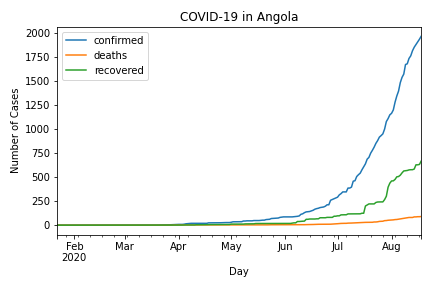 COVID-19 in Angola
confirmed
deaths
recovered
Number of Cases
2000
1750
1500
1250
1000
750
500
250
0
Feb Mar Apr May Jun Jul Aug
2020
Day